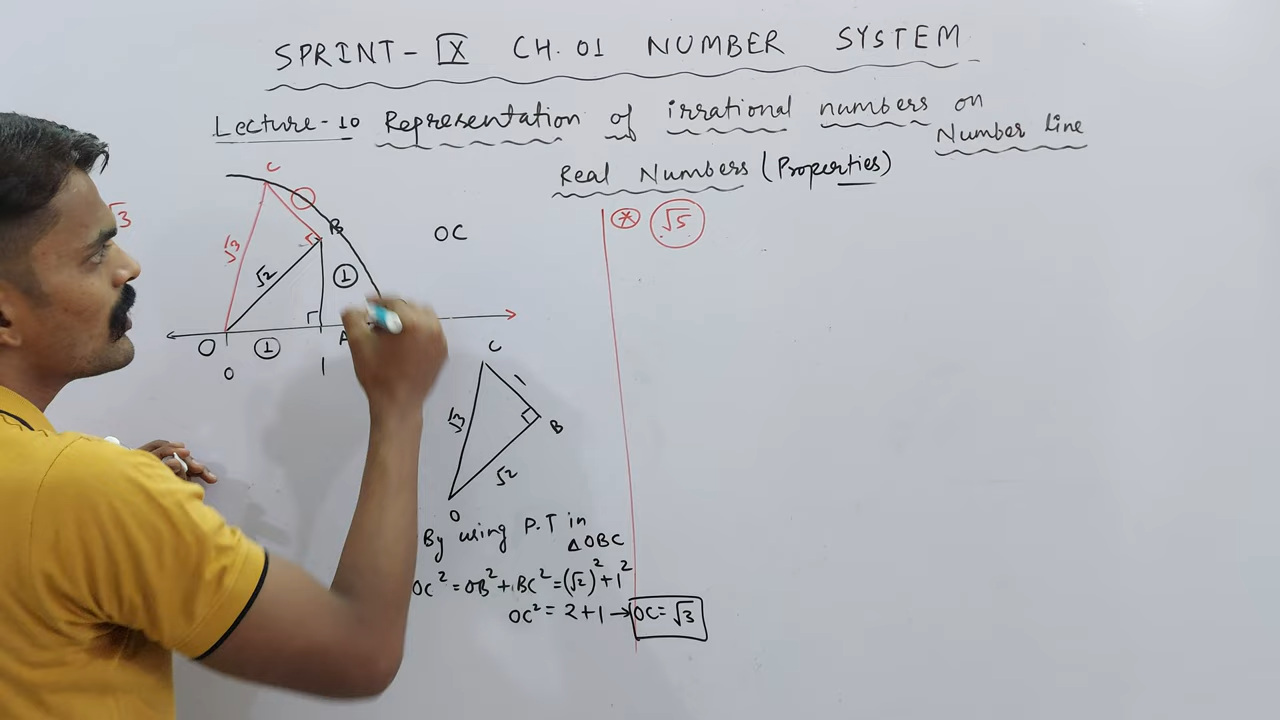 SPRINT - IX CH. 01 NUMBER SYSTEM
Lecture - 10 Representation of irrational numbers on
Number line
Real Numbers (Properties)
√3
C
B
√3
√2
1
O
1
A
0
1
OC
* √5
C
1
√3
B
√2
O
By using P.T in
△OBC
OC² = OB² + BC² = (√2)² + 1²
OC² = 2 + 1 → OC = √3